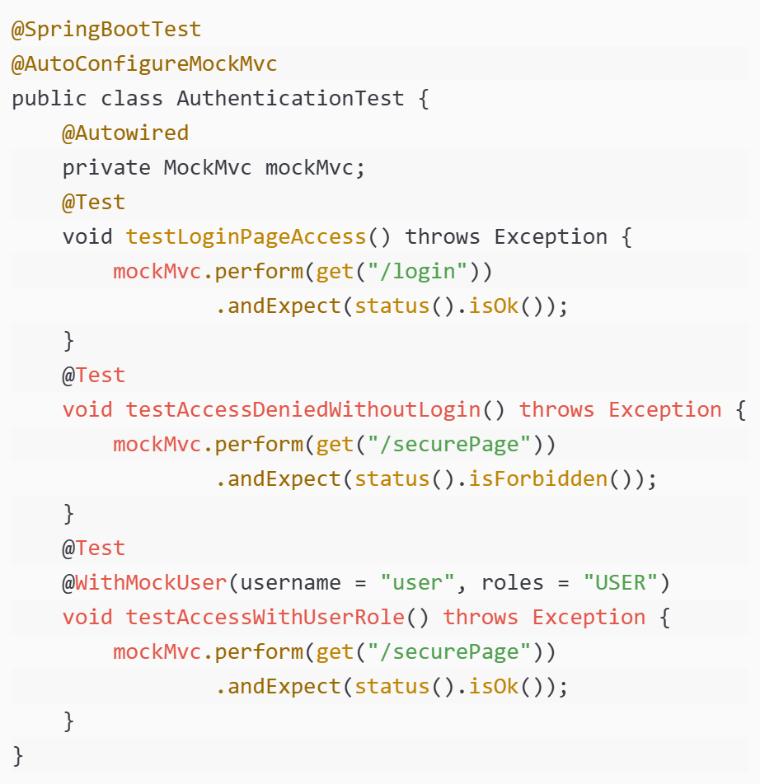 @SpringBootTest
@AutoConfigureMockMvc
public class AuthenticationTest {
    @Autowired
    private MockMvc mockMvc;
    @Test
    void testLoginPageAccess() throws Exception {
        mockMvc.perform(get("/login"))
                .andExpect(status().isOk());
    }
    @Test
    void testAccessDeniedWithoutLogin() throws Exception {
        mockMvc.perform(get("/securePage"))
                .andExpect(status().isForbidden());
    }
    @Test
    @WithMockUser(username = "user", roles = "USER")
    void testAccessWithUserRole() throws Exception {
        mockMvc.perform(get("/securePage"))
                .andExpect(status().isOk());
    }
}